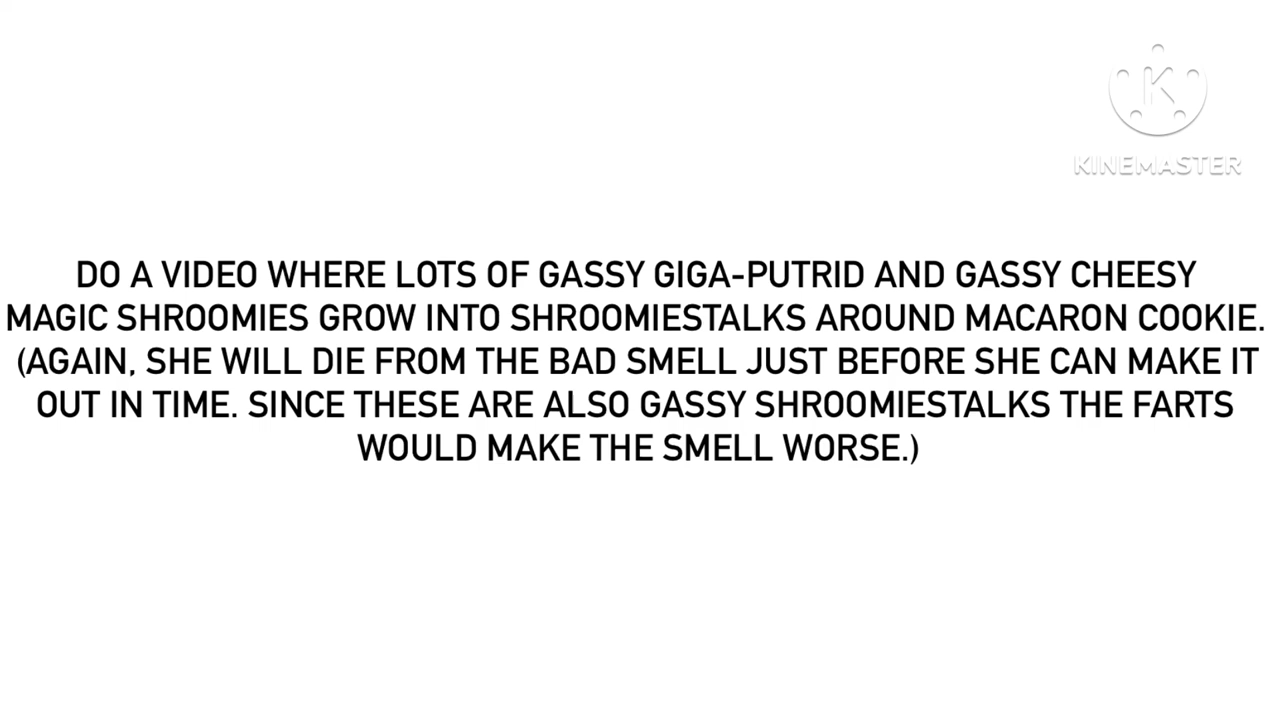 KINEMASTER
DO A VIDEO WHERE LOTS OF GASSY GIGA-PUTRID AND GASSY CHEESY
MAGIC SHROOMIES GROW INTO SHROOMIESTALKS AROUND MACARON COOKIE.
(AGAIN, SHE WILL DIE FROM THE BAD SMELL JUST BEFORE SHE CAN MAKE IT
OUT IN TIME. SINCE THESE ARE ALSO GASSY SHROOMIESTALKS THE FARTS
WOULD MAKE THE SMELL WORSE.)